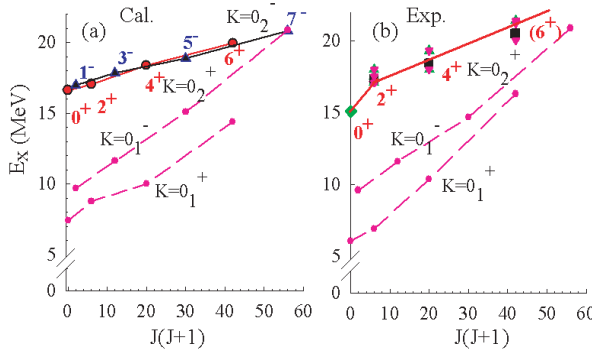 (a) Cal.
K=0₂⁻
7⁻
1⁻ 3⁻ 5⁻
0⁺ 2⁺ 4⁺ 6⁺
K=0₂⁺
K=0₁⁻
K=0₁⁺
Eₓ (MeV)
20
15
10
5
0
0 10 20 30 40 50 60
J(J+1)
(b) Exp.
(6⁺)
K=0₂⁺
4⁺
2⁺
0⁺
K=0₁⁻
K=0₁⁺
20
15
10
5
0
0 10 20 30 40 50 60
J(J+1)